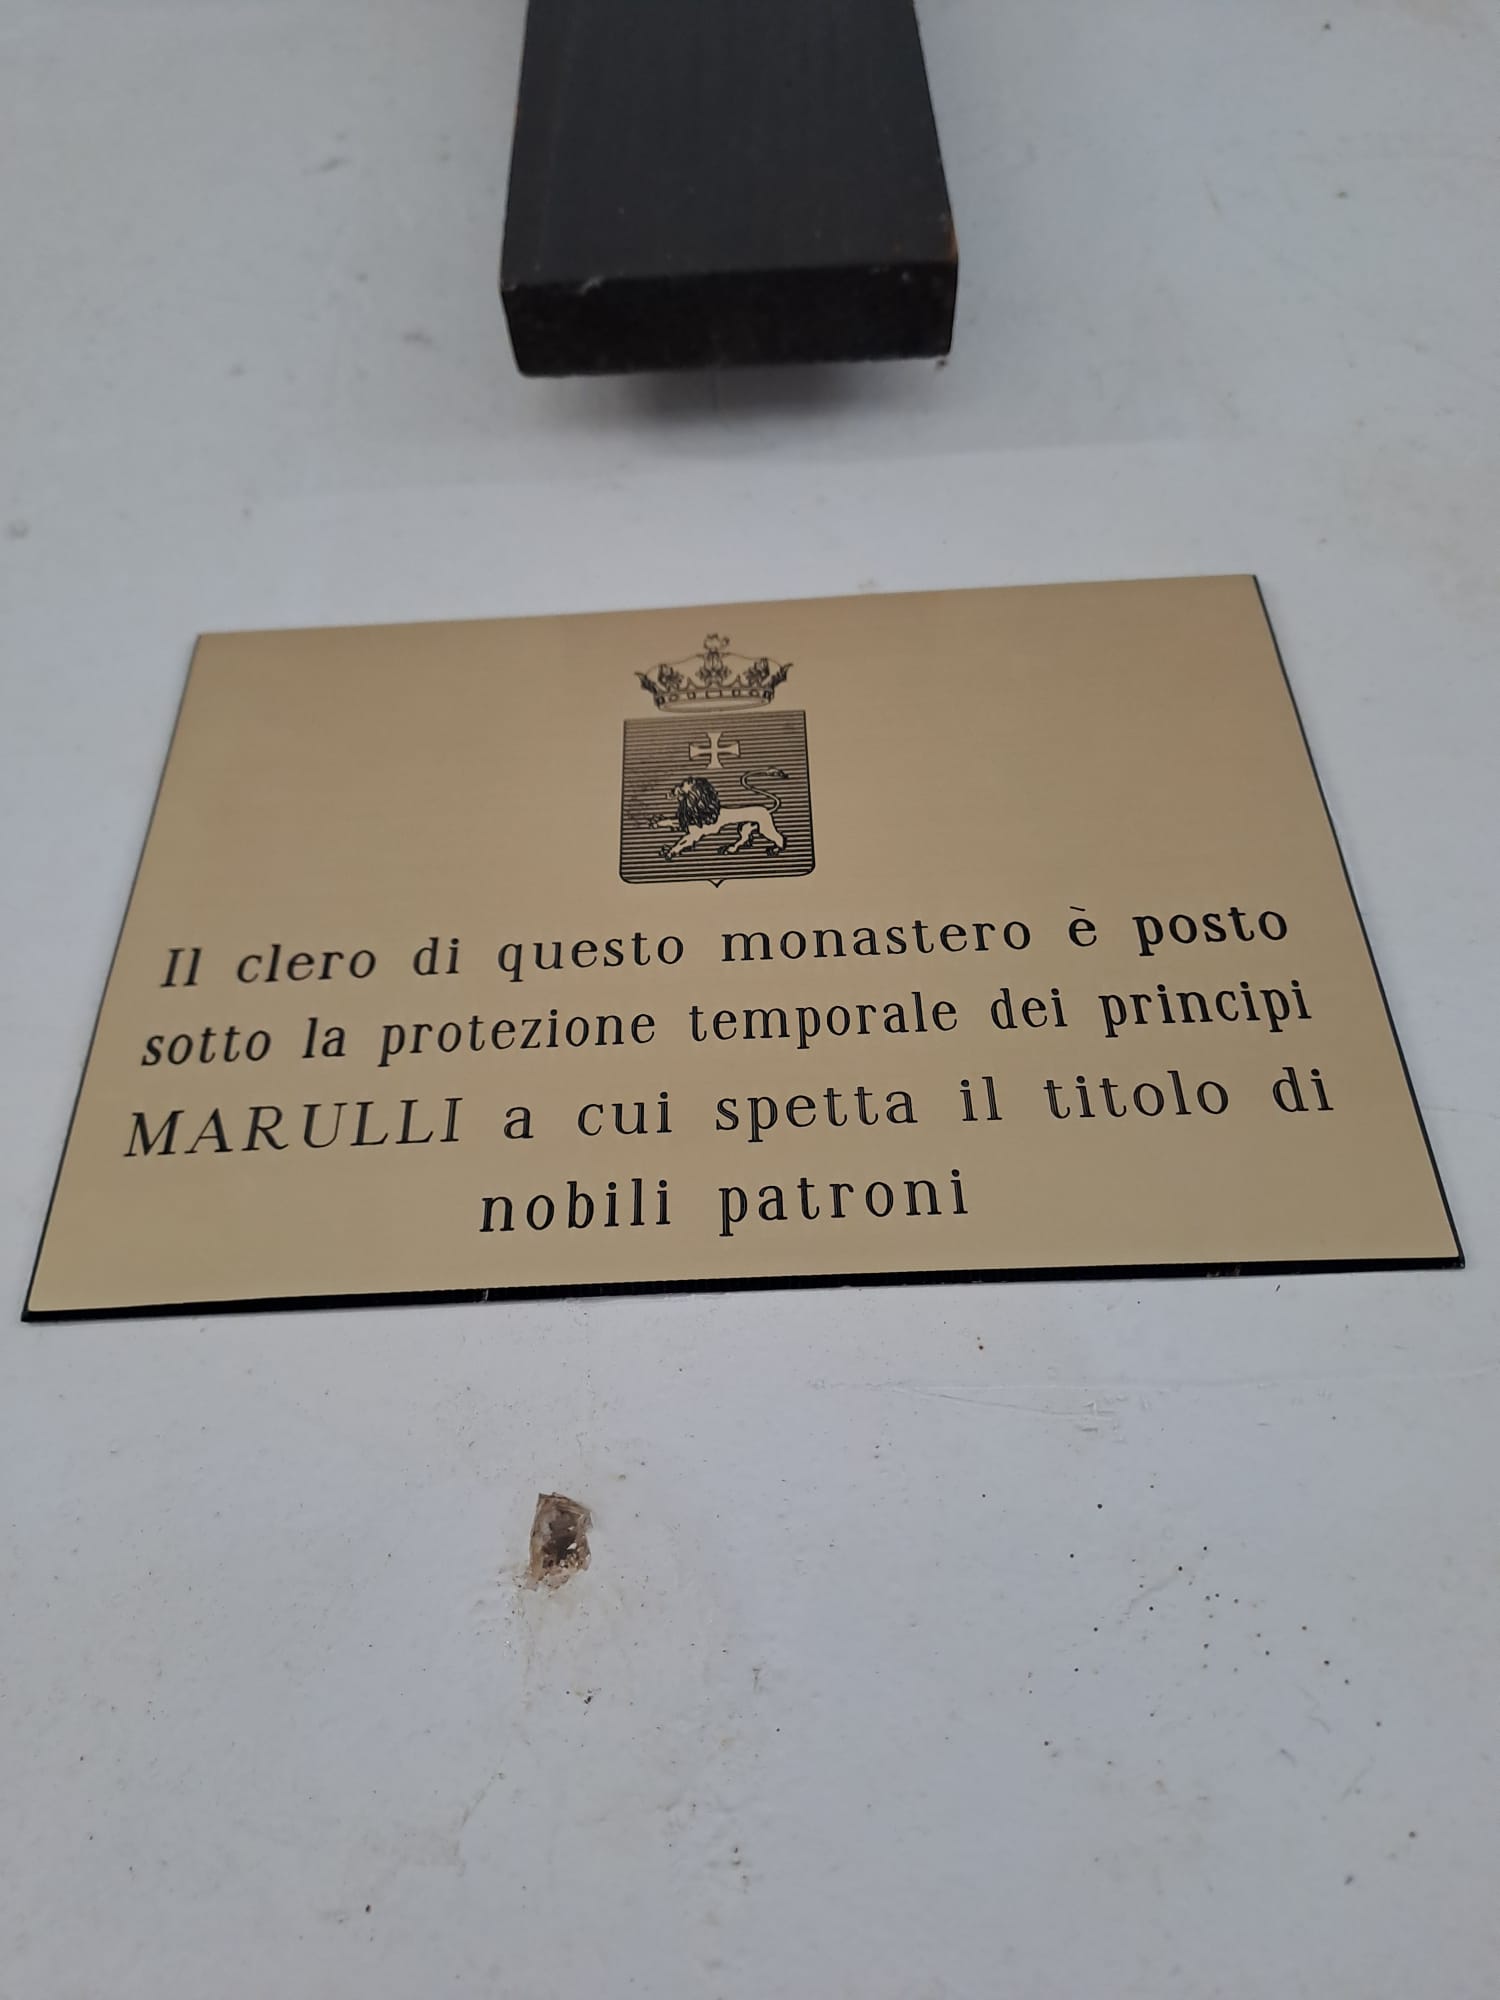 Il clero di questo monastero è posto
sotto la protezione temporale dei principi
MARULLI a cui spetta il titolo di
nobili patroni